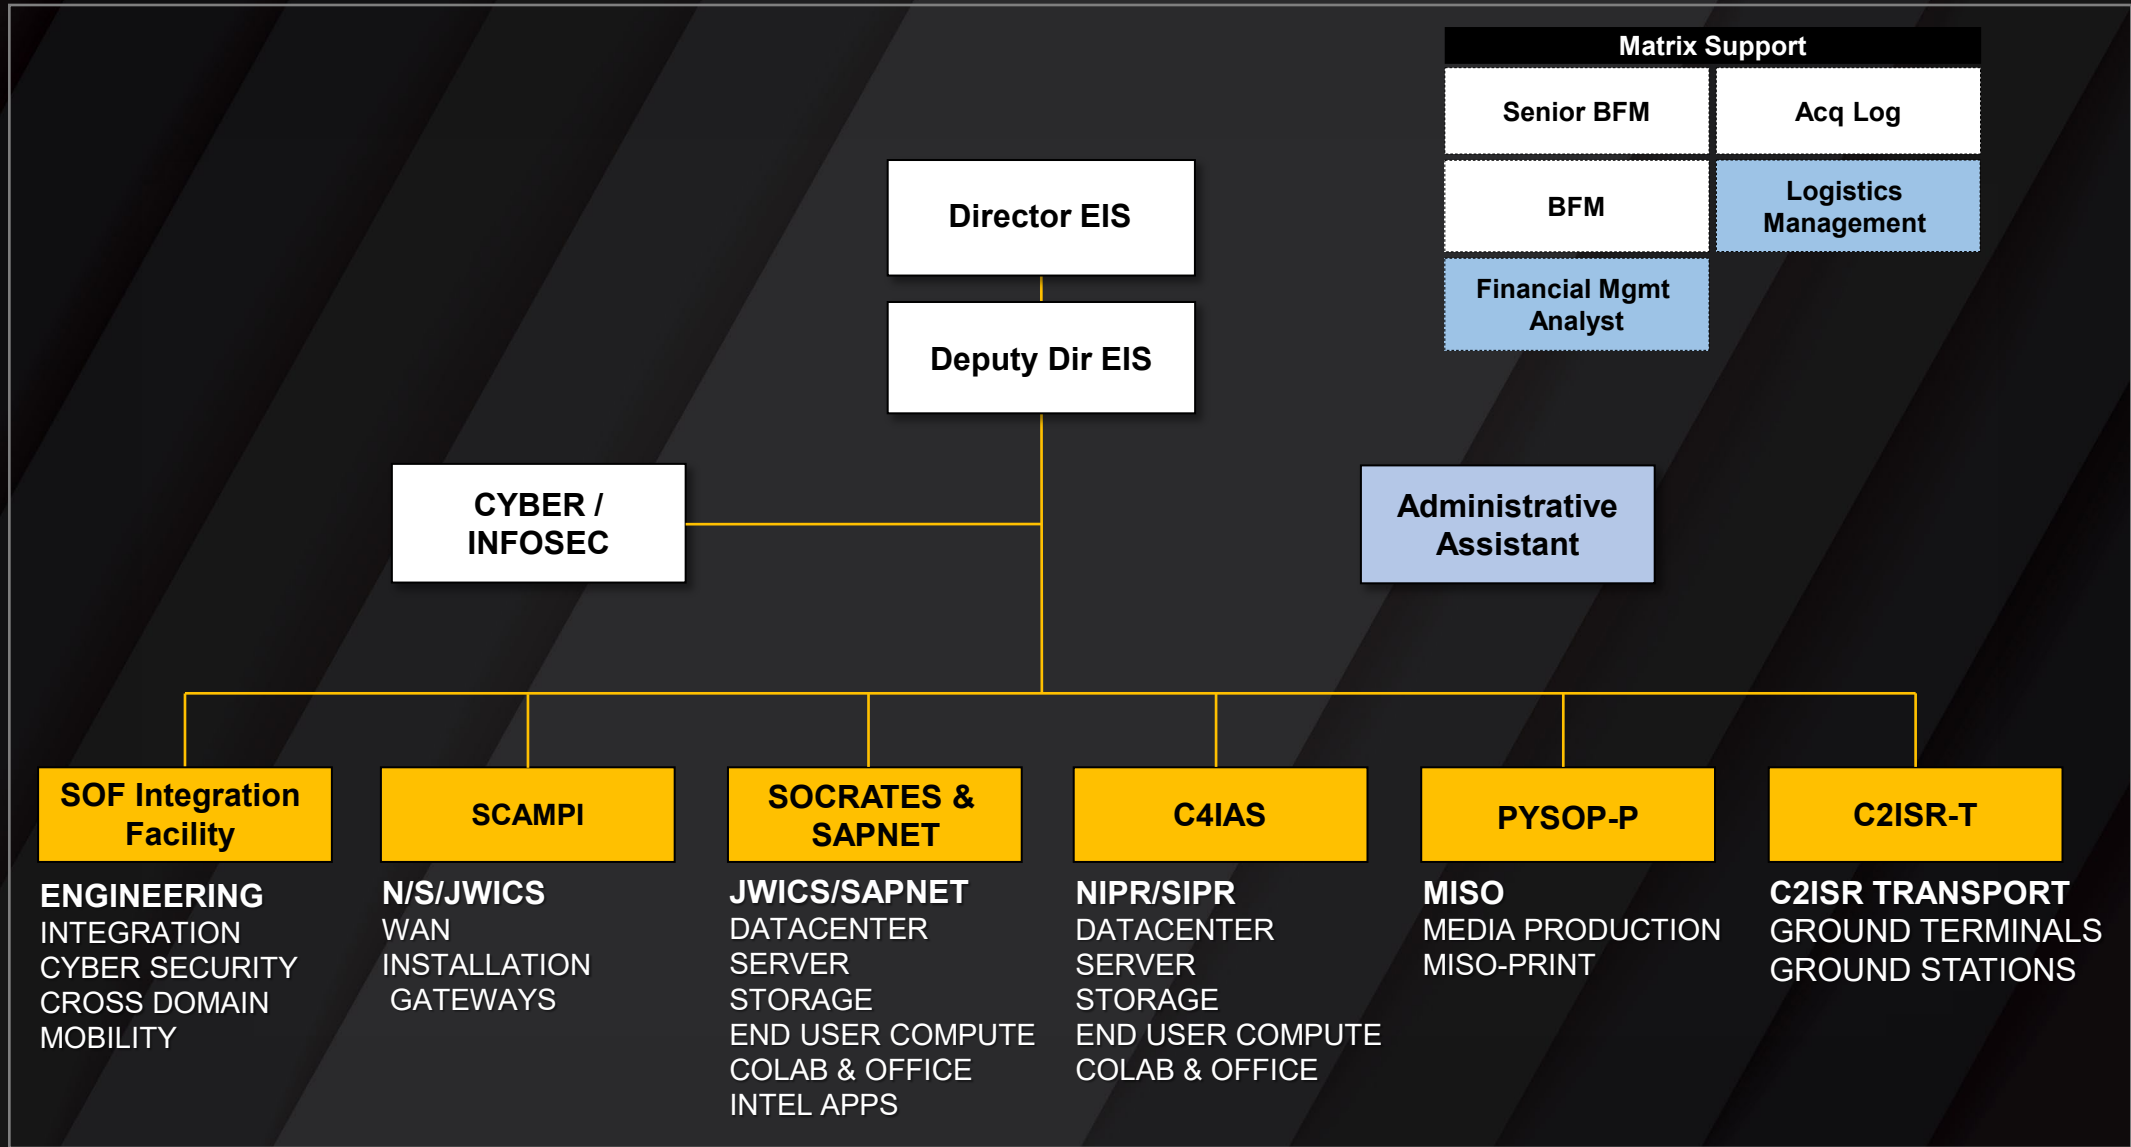 Matrix Support
Senior BFM
Acq Log
BFM
Logistics
Management
Financial Mgmt
Analyst
Director EIS
Deputy Dir EIS
CYBER /
INFOSEC
Administrative
Assistant
SOF Integration
Facility
ENGINEERING
INTEGRATION
CYBER SECURITY
CROSS DOMAIN
MOBILITY
SCAMPI
N/S/JWICS
WAN
INSTALLATION
GATEWAYS
SOCRATES &
SAPNET
JWICS/SAPNET
DATACENTER
SERVER
STORAGE
END USER COMPUTE
COLAB & OFFICE
INTEL APPS
C4IAS
NIPR/SIPR
DATACENTER
SERVER
STORAGE
END USER COMPUTE
COLAB & OFFICE
PYSOP-P
MISO
MEDIA PRODUCTION
MISO-PRINT
C2ISR-T
C2ISR TRANSPORT
GROUND TERMINALS
GROUND STATIONS